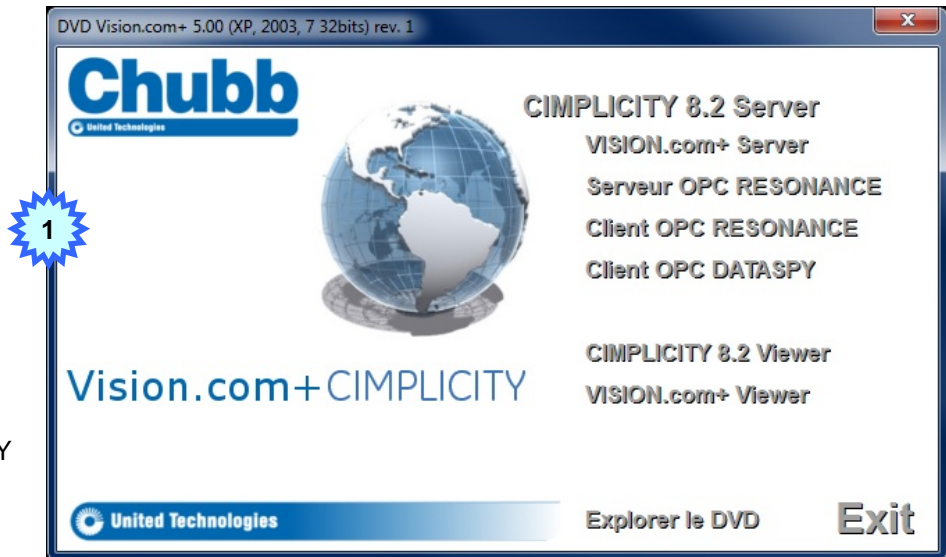 DVD Vision.com+ 5.00 (XP, 2003, 7 32bits) rev. 1
Chubb
United Technologies
1
CIMPLICITY 8.2 Server
VISION.com+ Server
Serveur OPC RESONANCE
Client OPC RESONANCE
Client OPC DATASPY
CIMPLICITY 8.2 Viewer
VISION.com+ Viewer
Vision.com+CIMPLICITY
Y
United Technologies
Explorer le DVD
Exit